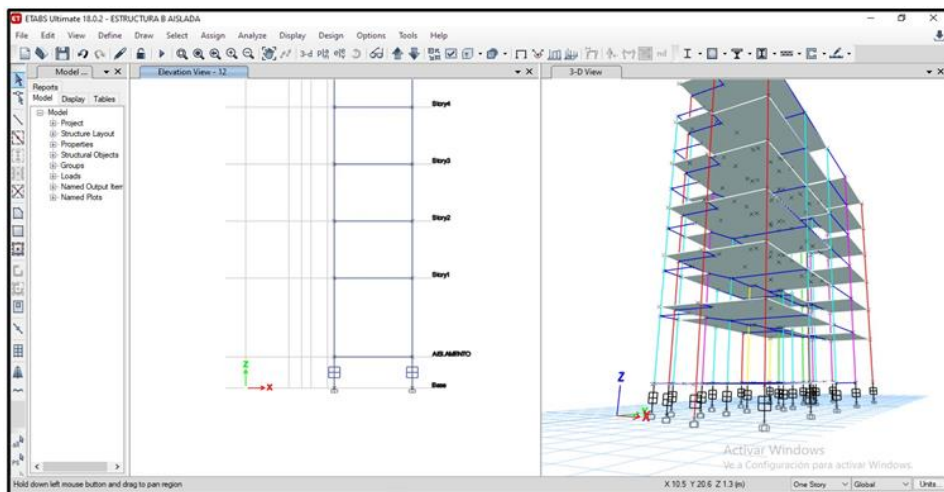 ETABS Ultimate 18.0.2 - ESTRUCTURA B AISLADA
File Edit View Define Draw Select Assign Analyze Display Design Options Tools Help
Model ...
Elevation View - 12
3-D View
Reports
Model Display Tables
Model
Project
Structure Layout
Properties
Structural Objects
Groups
Loads
Named Output Item
Named Plots
Story4
Story3
Story2
Story1
AISLAMIENTO
Base
Z
X
Z
X
Activar Windows
Ve a Configuración para activar Windows.
Hold down left mouse button and drag to pan region
X 10.5 Y 20.6 Z 1.3 (m)
One Story
Global
Units...